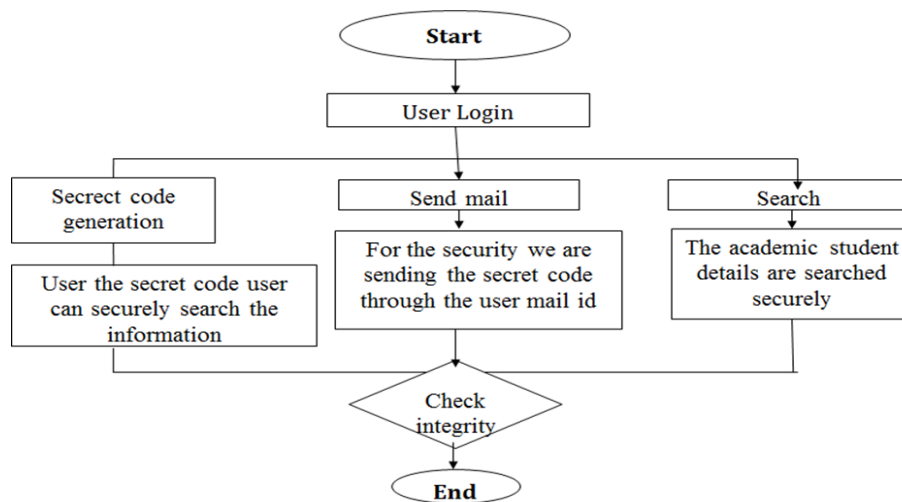 Start
User Login
Secrect code
generation
Send mail
Search
User the secret code user
can securely search the
information
For the security we are
sending the secret code
through the user mail id
The academic student
details are searched
securely
Check
integrity
End